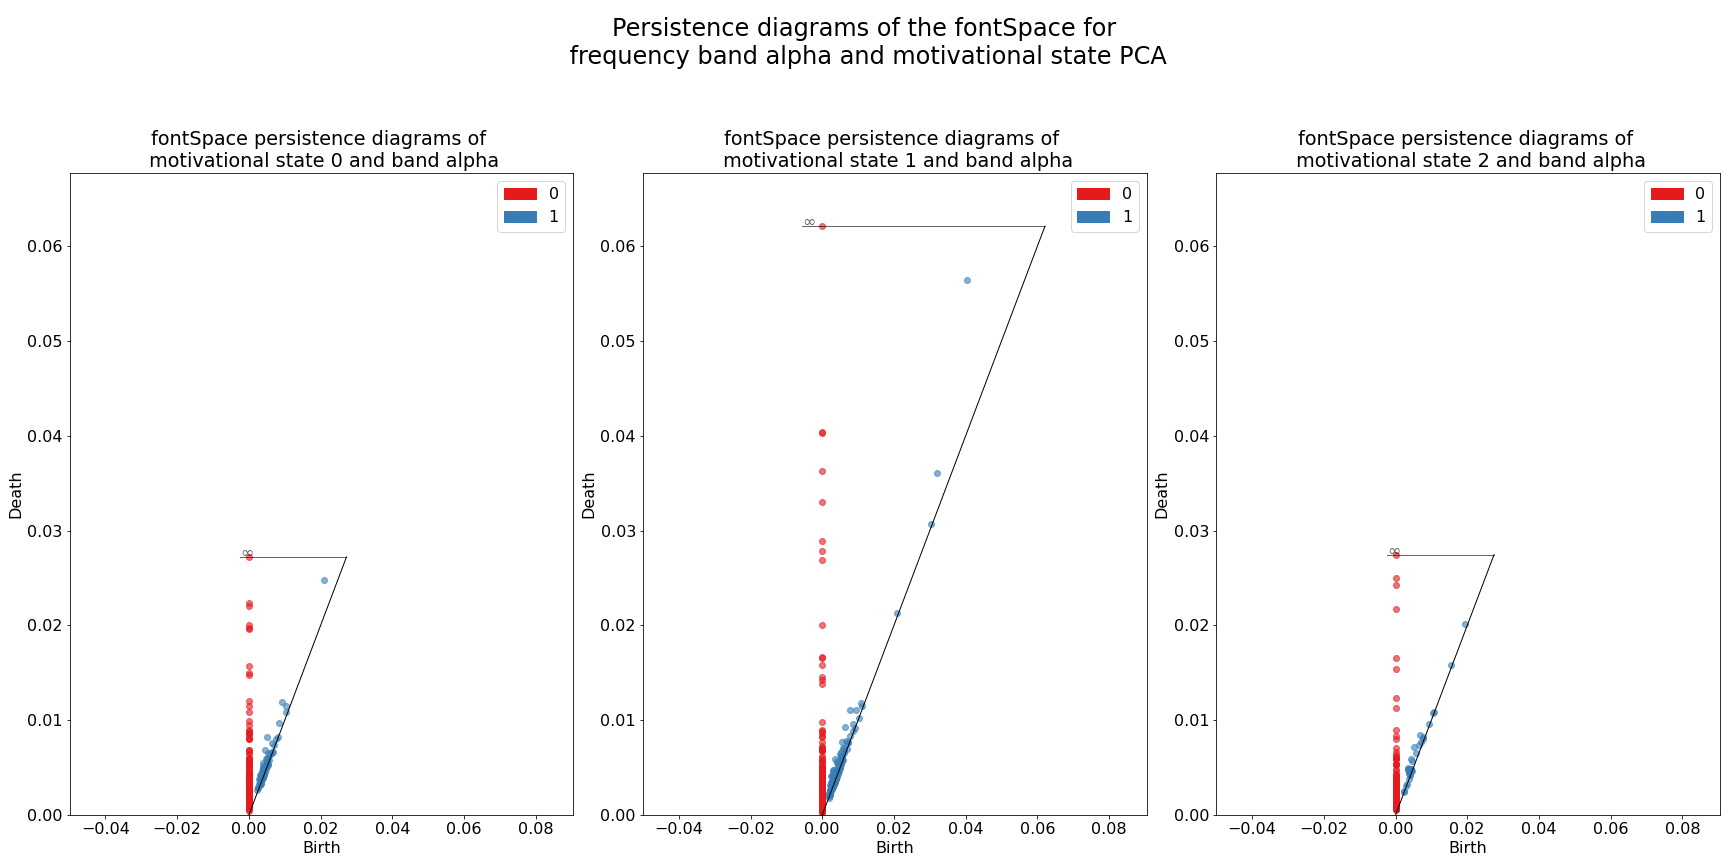 Persistence diagrams of the fontSpace for
frequency band alpha and motivational state PCA
fontSpace persistence diagrams of
motivational state 0 and band alpha
fontSpace persistence diagrams of
motivational state 1 and band alpha
fontSpace persistence diagrams of
motivational state 2 and band alpha
0
1
∞
0.06
0.05
0.04
0.03
0.02
0.01
0.00
Death
−0.04 −0.02 0.00 0.02 0.04 0.06 0.08
Birth
0
1
∞
0.06
0.05
0.04
0.03
0.02
0.01
0.00
Death
−0.04 −0.02 0.00 0.02 0.04 0.06 0.08
Birth
0
1
∞
0.06
0.05
0.04
0.03
0.02
0.01
0.00
Death
−0.04 −0.02 0.00 0.02 0.04 0.06 0.08
Birth